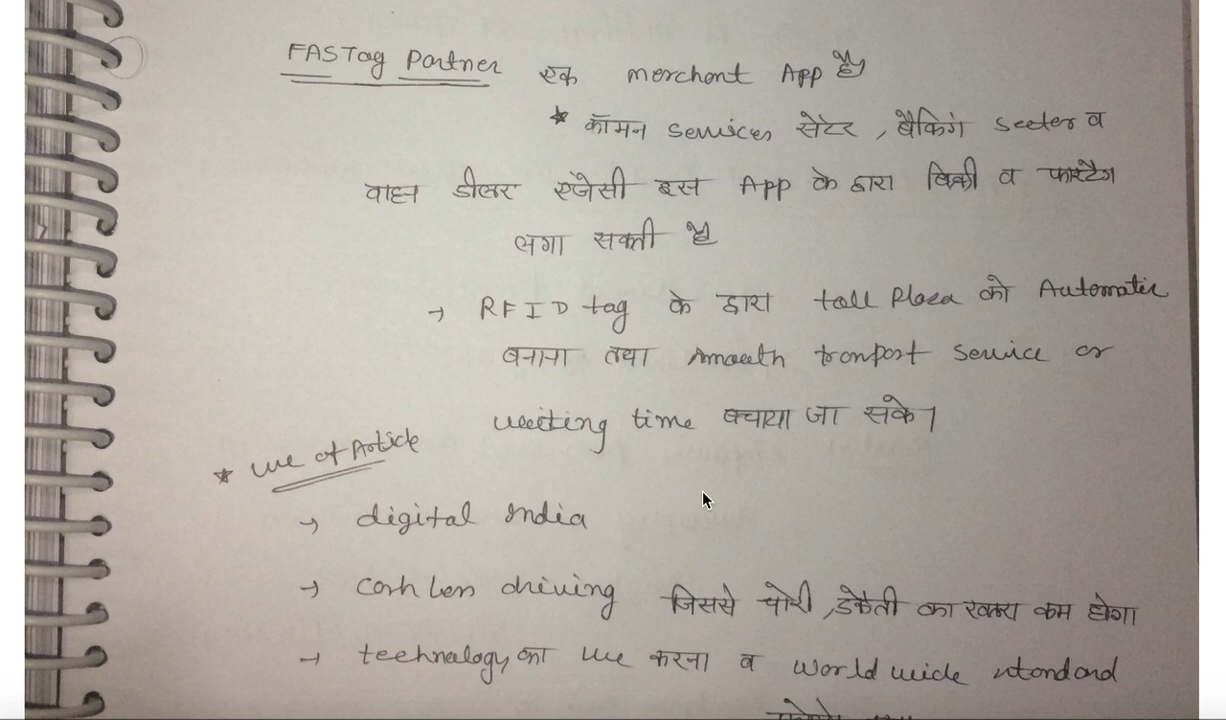 FASTag Partner एक merchant App है
* कॉमन services सेंटर , बैंकिंग sector व
वाहन डीलर एजेंसी इस App के द्वारा बिक्री व फास्टैग
लगा सकती है
→ RFID tag के द्वारा toll Plaza को Automatic
बनाना तथा smooth transport service or
waiting time बचाया जा सके।
* use of Article
→ digital India
→ cash less driving जिससे चोरी ,डकैती का खतरा कम होगा
→ technology का use करना व world wide standard